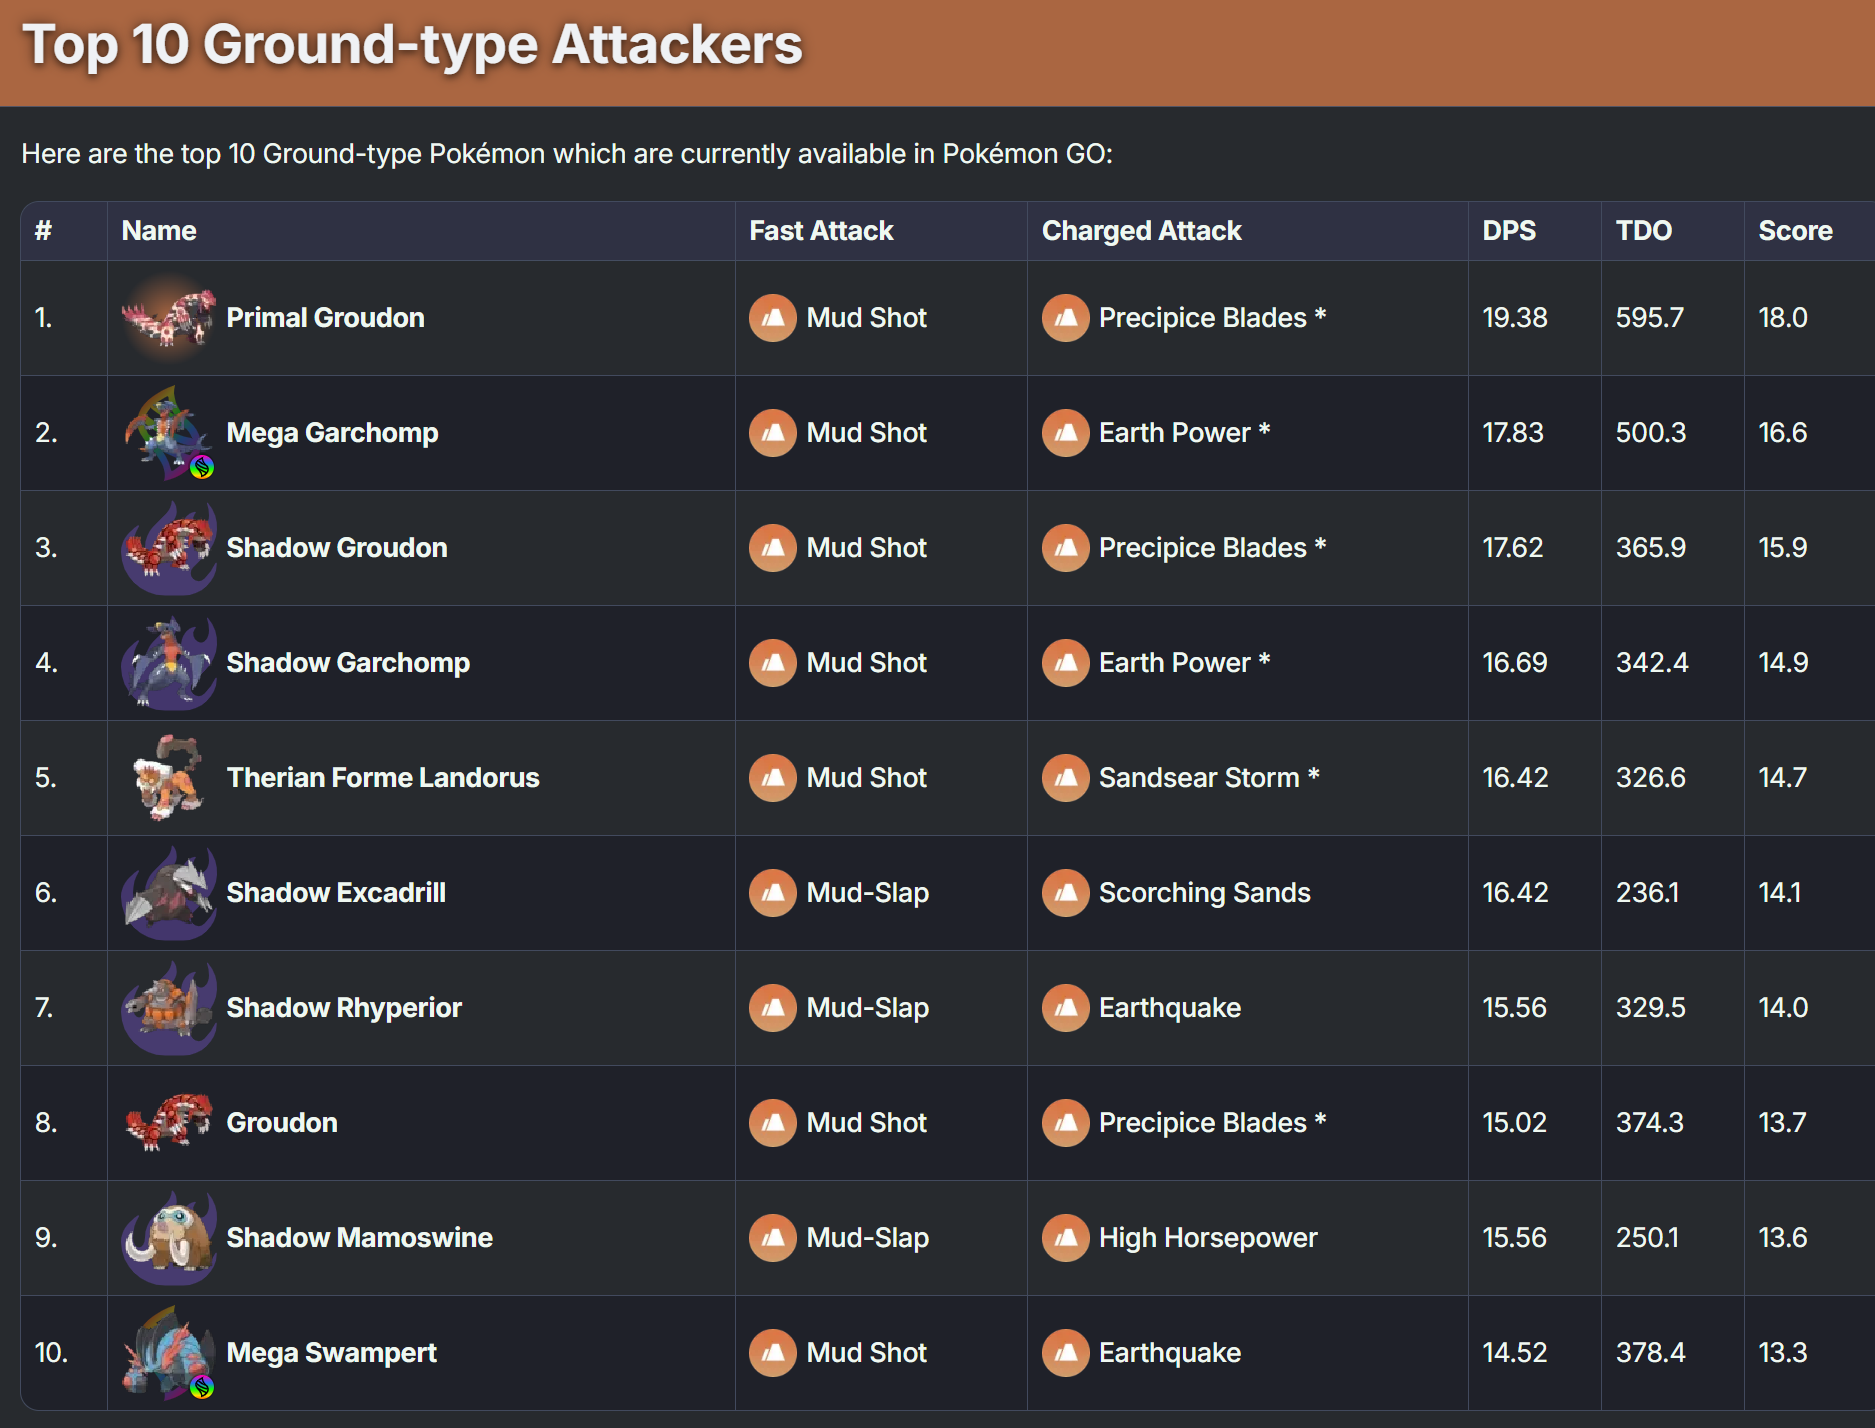 Top 10 Ground-type Attackers
Here are the top 10 Ground-type Pokémon which are currently available in Pokémon GO:
# Name Fast Attack Charged Attack DPS TDO Score
1. Primal Groudon Mud Shot Precipice Blades * 19.38 595.7 18.0
2. Mega Garchomp Mud Shot Earth Power * 17.83 500.3 16.6
3. Shadow Groudon Mud Shot Precipice Blades * 17.62 365.9 15.9
4. Shadow Garchomp Mud Shot Earth Power * 16.69 342.4 14.9
5. Therian Forme Landorus Mud Shot Sandsear Storm * 16.42 326.6 14.7
6. Shadow Excadrill Mud-Slap Scorching Sands 16.42 236.1 14.1
7. Shadow Rhyperior Mud-Slap Earthquake 15.56 329.5 14.0
8. Groudon Mud Shot Precipice Blades * 15.02 374.3 13.7
9. Shadow Mamoswine Mud-Slap High Horsepower 15.56 250.1 13.6
10. Mega Swampert Mud Shot Earthquake 14.52 378.4 13.3